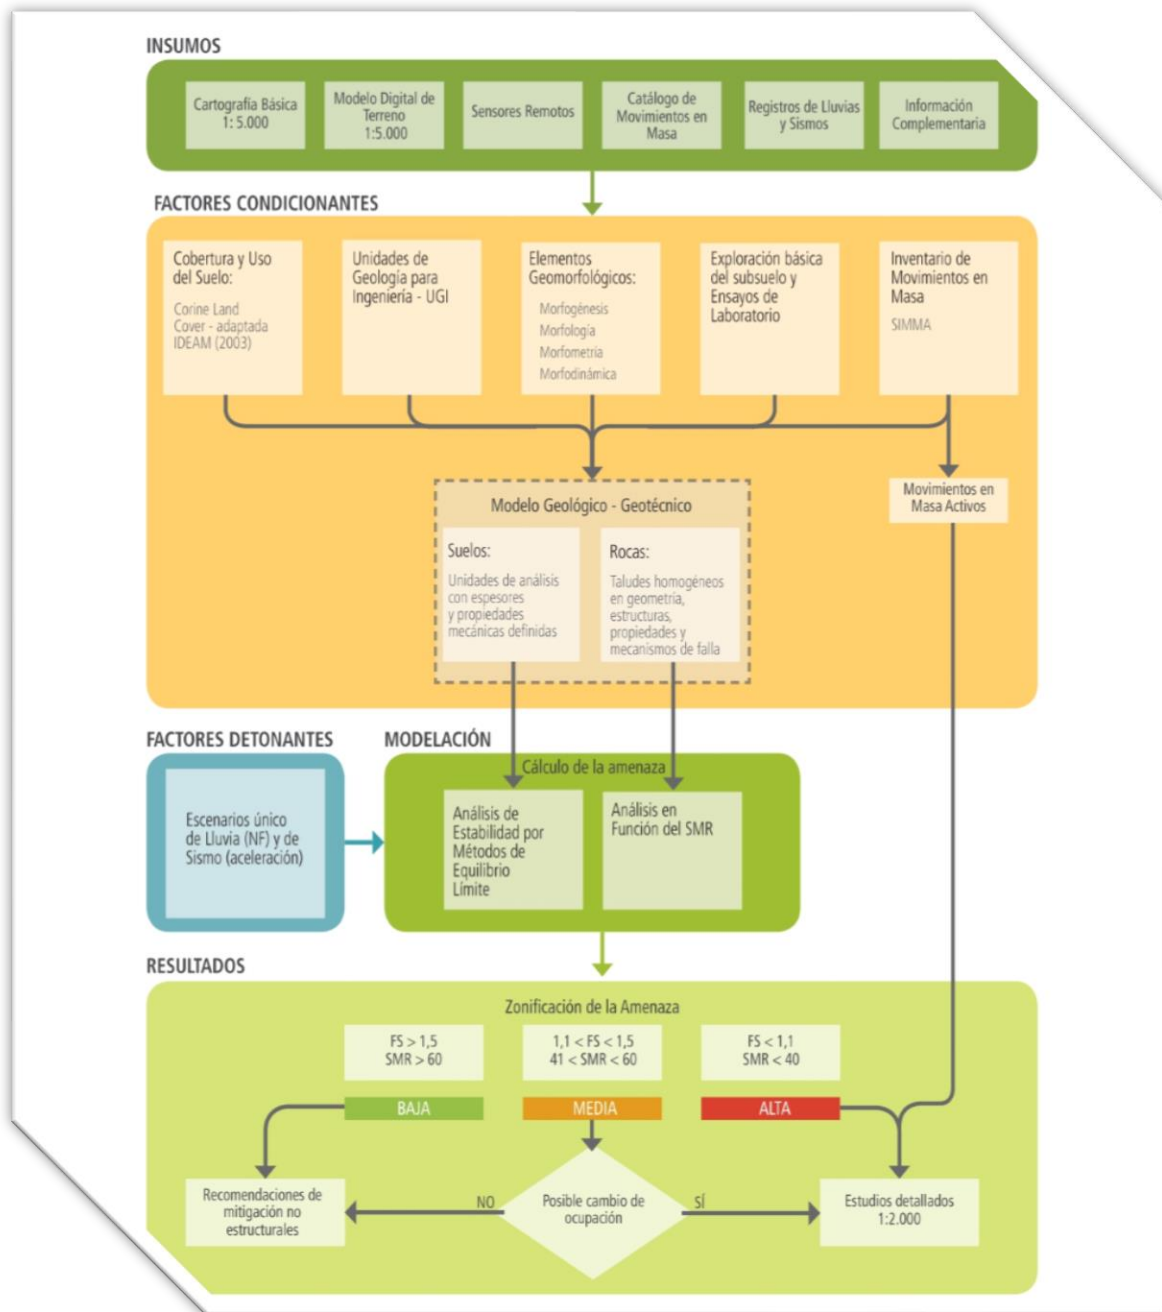 INSUMOS
Cartografía Básica
1: 5.000
Modelo Digital de
Terreno
1:5.000
Sensores Remotos
Catálogo de
Movimientos en
Masa
Registros de Lluvias
y Sismos
Información
Complementaria
FACTORES CONDICIONANTES
Cobertura y Uso
del Suelo:
Corine Land
Cover - adaptada
IDEAM (2003)
Unidades de
Geología para
Ingeniería - UGI
Elementos
Geomorfológicos:
Morfogénesis
Morfología
Morfometría
Morfodinámica
Exploración básica
del subsuelo y
Ensayos de
Laboratorio
Inventario de
Movimientos en
Masa
SIMMA
Movimientos en
Masa Activos
Modelo Geológico - Geotécnico
Suelos:
Unidades de análisis
con espesores
y propiedades
mecánicas definidas
Rocas:
Taludes homogéneos
en geometría,
estructuras,
propiedades y
mecanismos de falla
FACTORES DETONANTES
Escenarios único
de Lluvia (NF) y de
Sismo (aceleración)
MODELACIÓN
Cálculo de la amenaza
Análisis de
Estabilidad por
Métodos de
Equilibrio
Límite
Análisis en
Función del SMR
RESULTADOS
Zonificación de la Amenaza
FS > 1,5
SMR > 60
1,1 < FS < 1,5
41 < SMR < 60
FS < 1,1
SMR < 40
BAJA
MEDIA
ALTA
Recomendaciones de
mitigación no
estructurales
NO
Posible cambio de
ocupación
SÍ
Estudios detallados
1:2.000